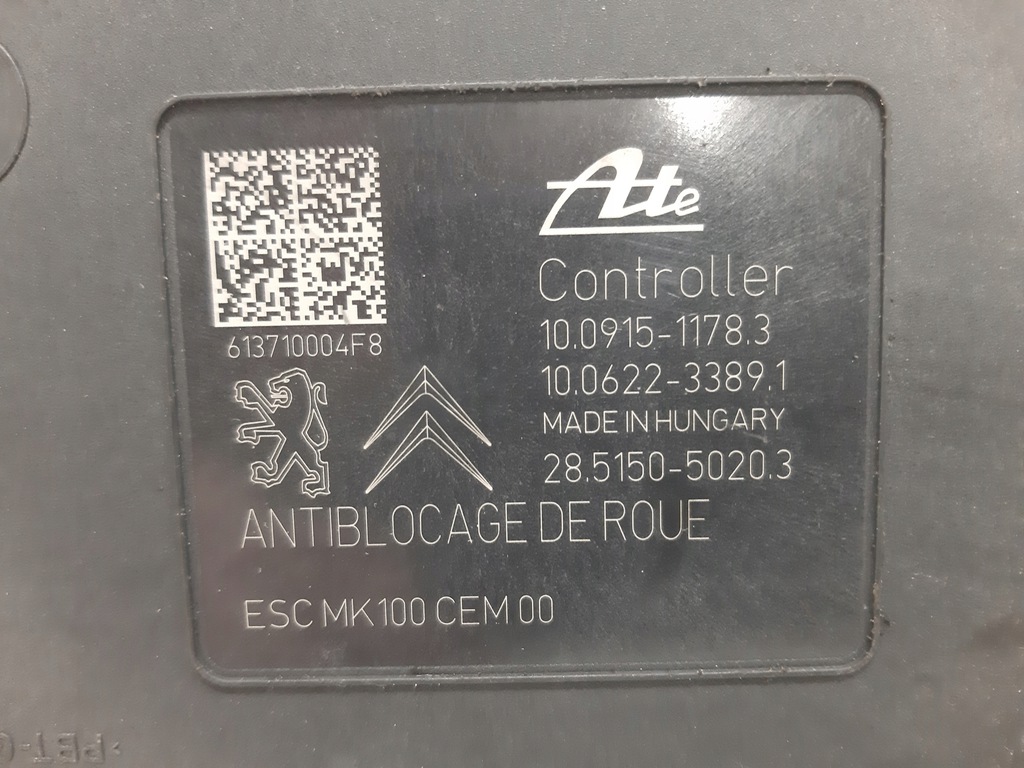 Ate
Controller
10.0915-1178.3
10.0622-3389.1
MADE IN HUNGARY
28.5150-5020.3
613710004F8
ANTIBLOCAGE DE ROUE
ESC MK100 CEM 00